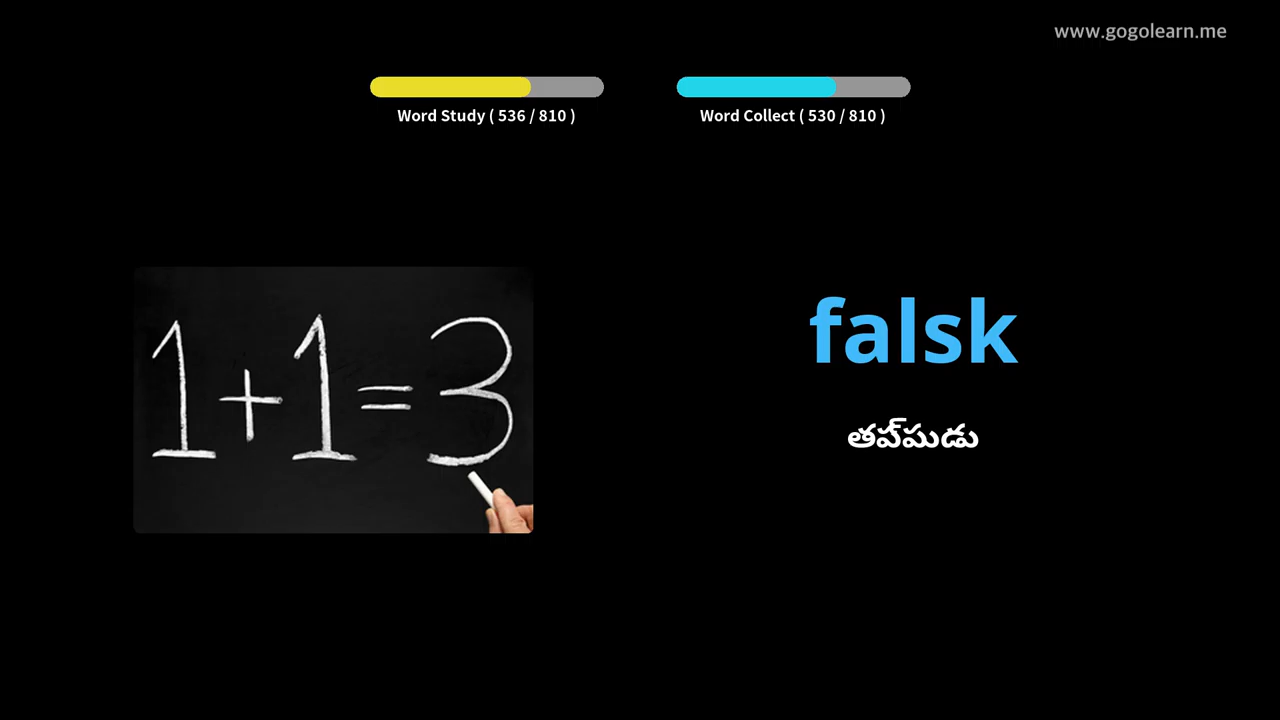 www.gogolearn.me
Word Study ( 536 / 810 )
Word Collect ( 530 / 810 )
1+1=3
falsk
తప్పుడు